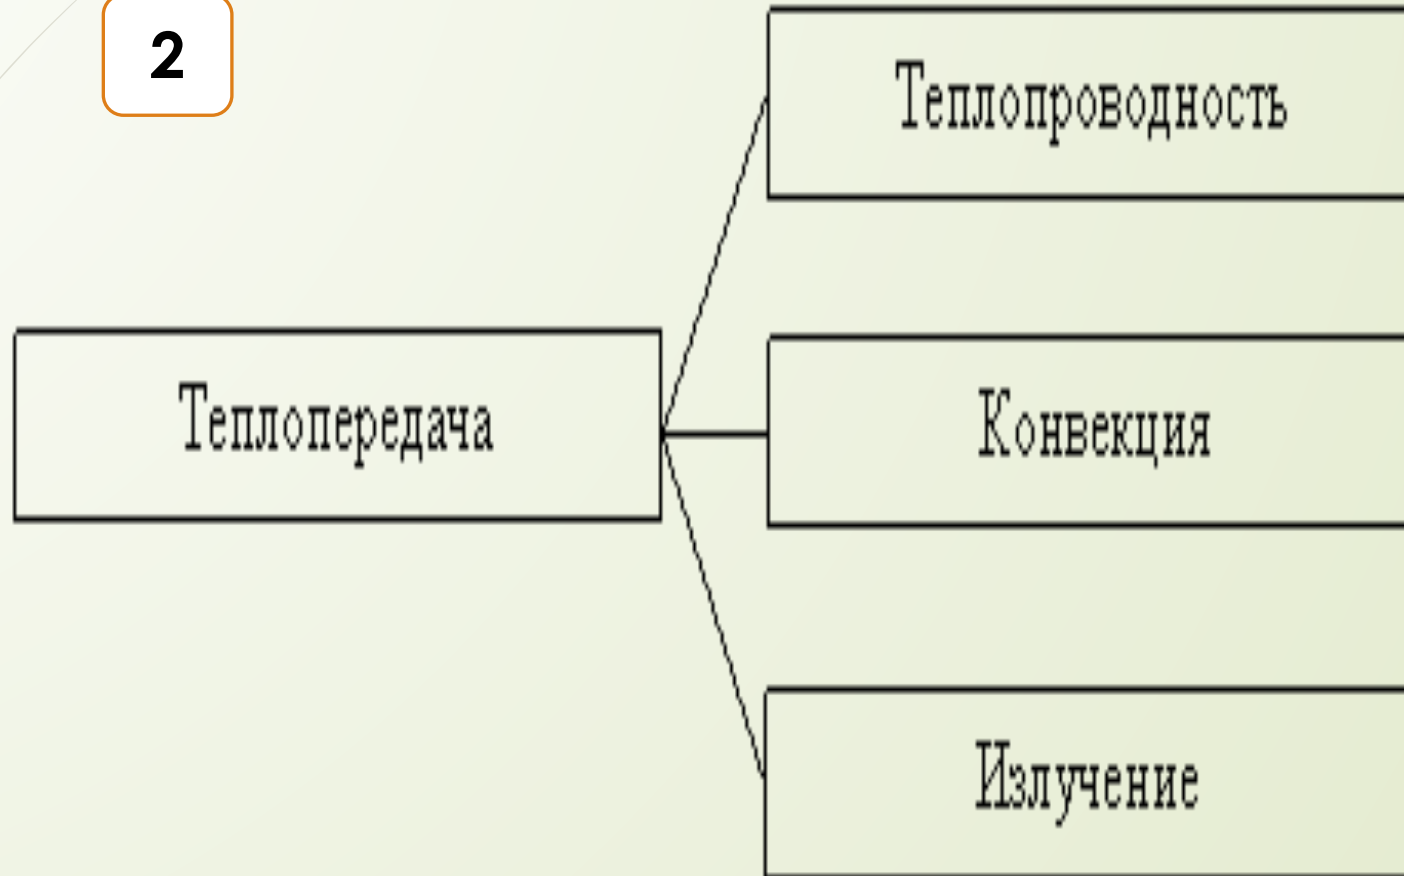 2
Теплопроводность
Теплопередача
Конвекция
Излучение